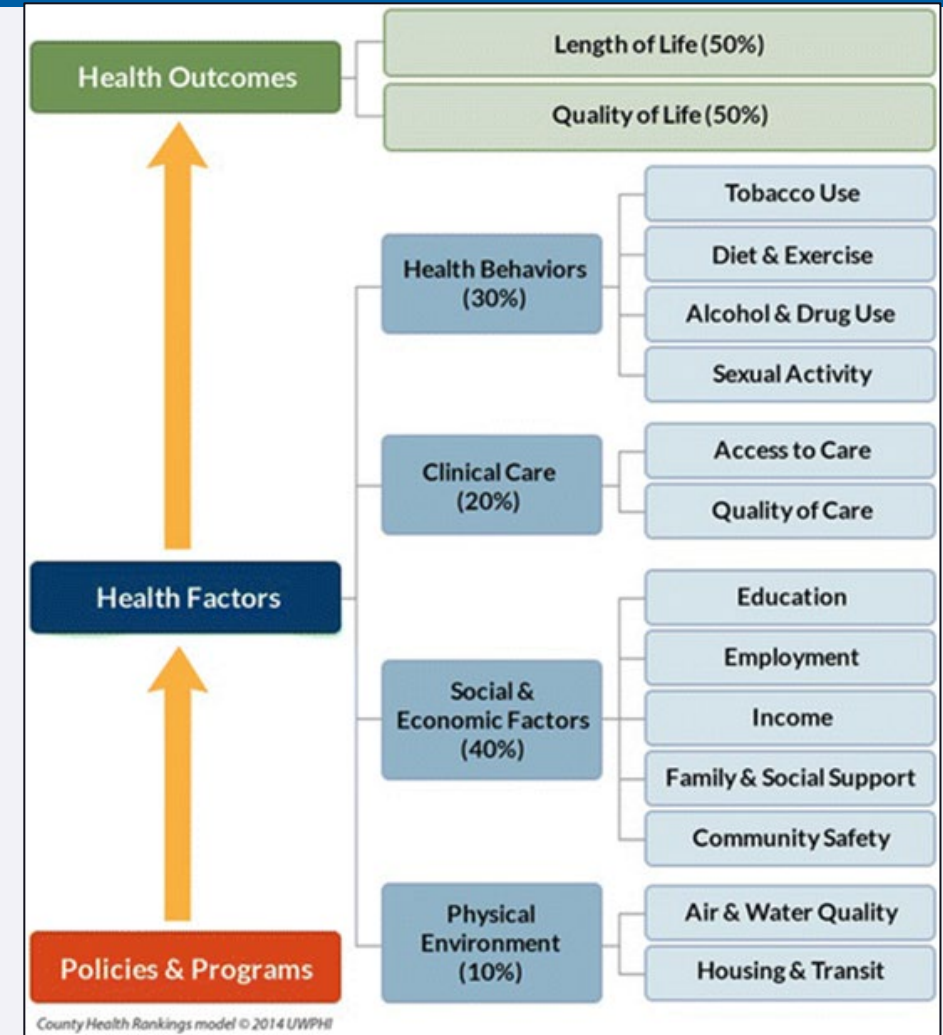 Health Outcomes
Length of Life (50%)
Quality of Life (50%)
Health Behaviors
(30%)
Tobacco Use
Diet & Exercise
Alcohol & Drug Use
Sexual Activity
Clinical Care
(20%)
Access to Care
Quality of Care
Health Factors
Social &
Economic Factors
(40%)
Education
Employment
Income
Family & Social Support
Community Safety
Physical
Environment
(10%)
Air & Water Quality
Housing & Transit
Policies & Programs
County Health Rankings model © 2014 UWPHI